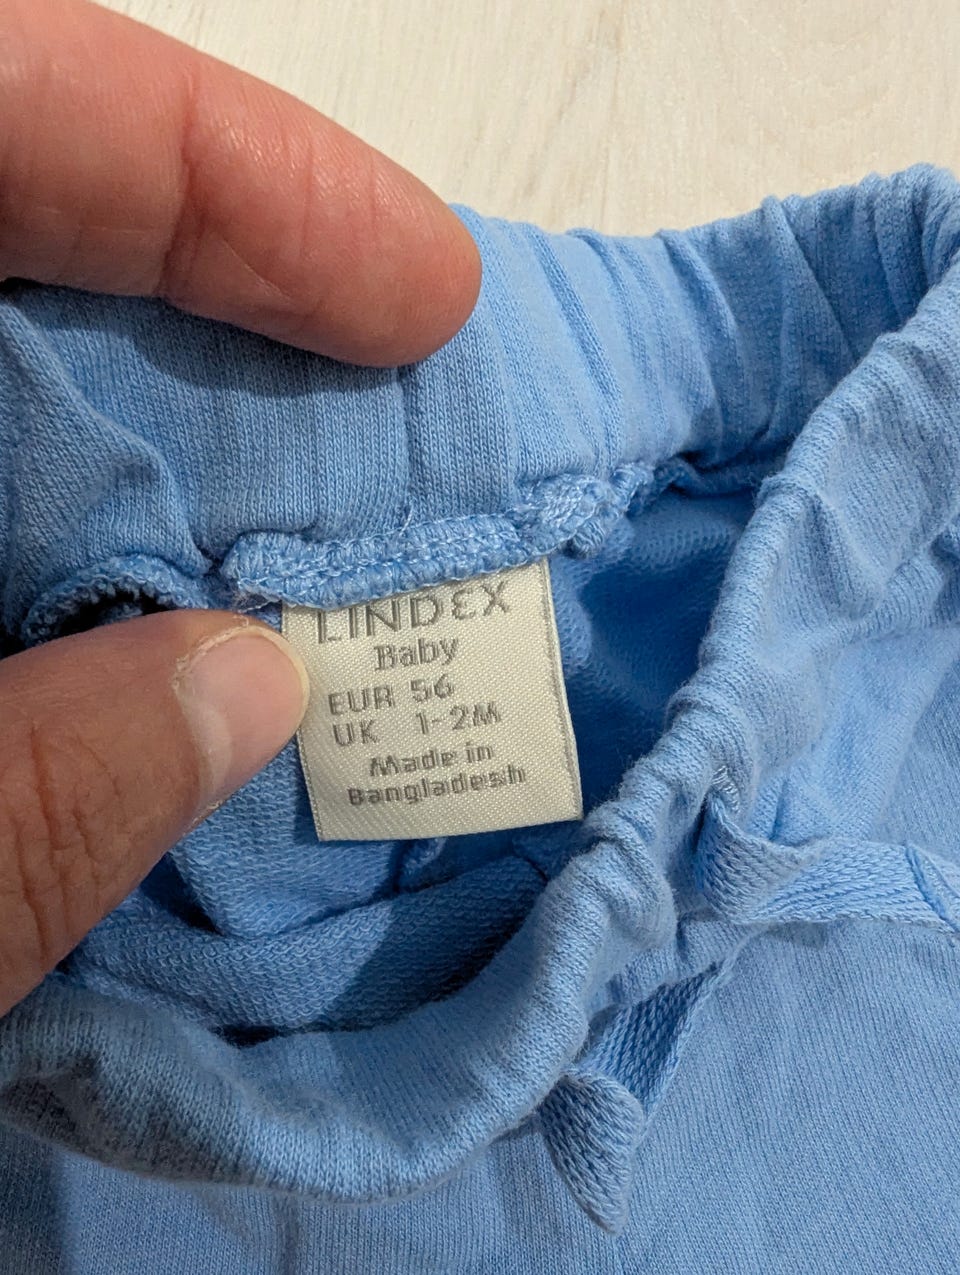 LINDEX
Baby
EUR 56
UK 1-2M
Made in
Bangladesh